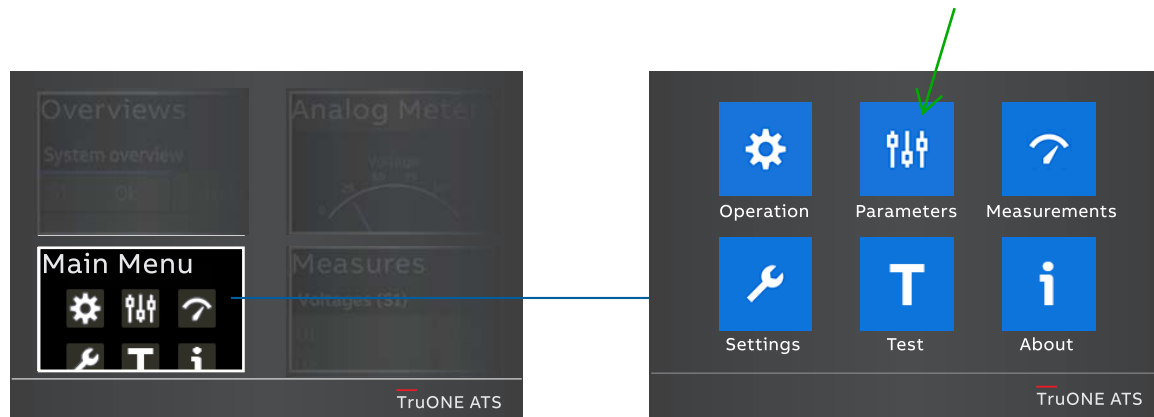 Overviews
System overview
Ok
Analog Meter
Voltage
Main Menu
T
i
Measures
Voltages (S1)
TruONE ATS
Operation
Parameters
Measurements
T
i
Settings
Test
About
TruONE ATS